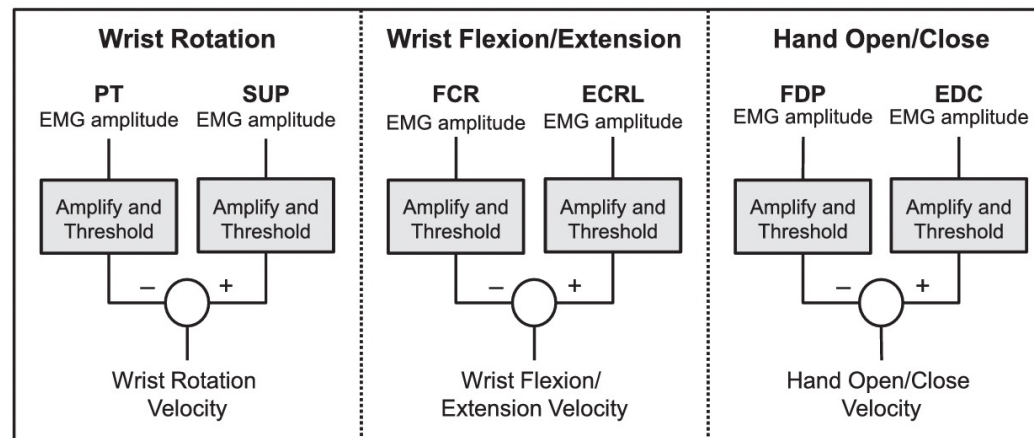 Wrist Rotation
PT
EMG amplitude
SUP
EMG amplitude
Amplify and
Threshold
Amplify and
Threshold
–
+
Wrist Rotation
Velocity
Wrist Flexion/Extension
FCR
EMG amplitude
ECRL
EMG amplitude
Amplify and
Threshold
Amplify and
Threshold
–
+
Wrist Flexion/
Extension Velocity
Hand Open/Close
FDP
EMG amplitude
EDC
EMG amplitude
Amplify and
Threshold
Amplify and
Threshold
–
+
Hand Open/Close
Velocity